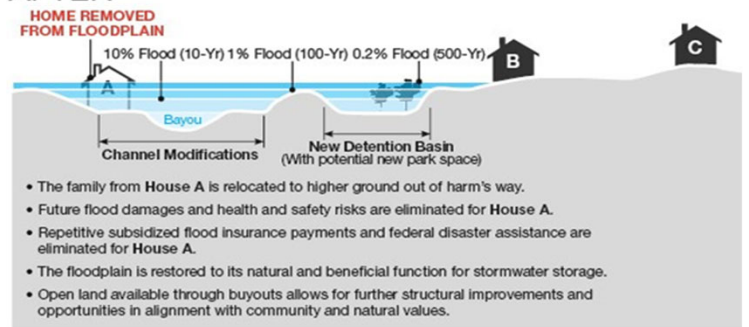 HOME REMOVED
FROM FLOODPLAIN
10% Flood (10-Yr) 1% Flood (100-Yr) 0.2% Flood (500-Yr)
A
B
C
Bayou
Channel Modifications
New Detention Basin
(With potential new park space)
• The family from House A is relocated to higher ground out of harm's way.
• Future flood damages and health and safety risks are eliminated for House A.
• Repetitive subsidized flood insurance payments and federal disaster assistance are
eliminated for House A.
• The floodplain is restored to its natural and beneficial function for stormwater storage.
• Open land available through buyouts allows for further structural improvements and
opportunities in alignment with community and natural values.